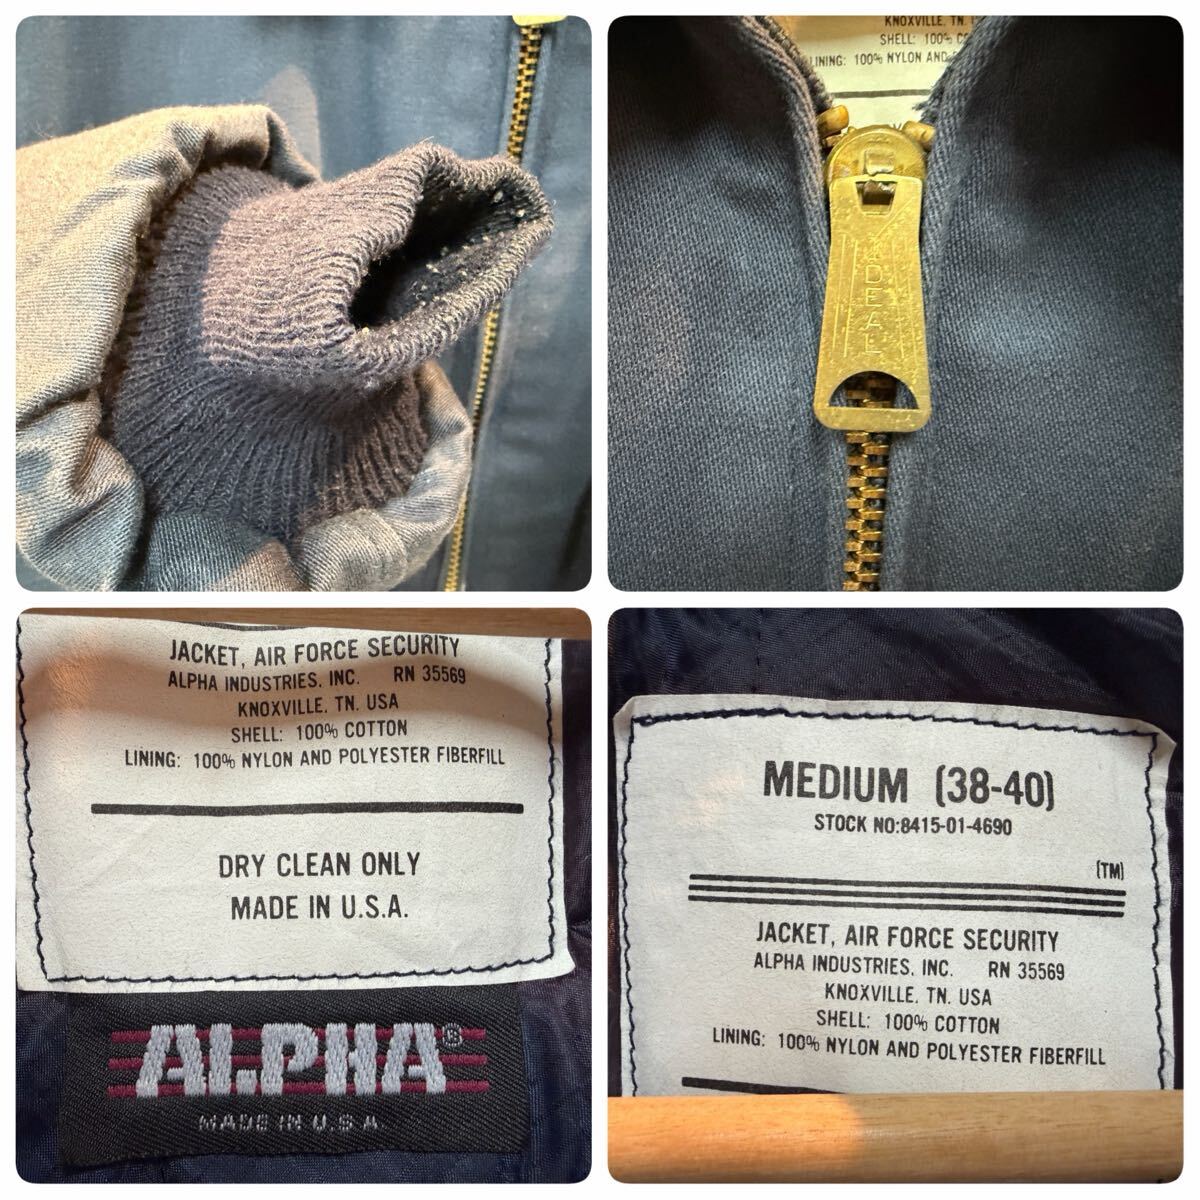 KNOXVILLE, TN.
SHELL: 100%
LINING: 100% NYLON AND
IDEAL
JACKET, AIR FORCE SECURITY
ALPHA INDUSTRIES, INC. RN 35569
KNOXVILLE. TN. USA
SHELL: 100% COTTON
LINING: 100% NYLON AND POLYESTER FIBERFILL
DRY CLEAN ONLY
MADE IN U.S.A.
ALPHA®
MADE IN U.S.A.
MEDIUM (38-40)
STOCK NO:8415-01-4690
(TM)
JACKET, AIR FORCE SECURITY
ALPHA INDUSTRIES, INC. RN 35569
KNOXVILLE. TN. USA
SHELL: 100% COTTON
LINING: 100% NYLON AND POLYESTER FIBERFILL